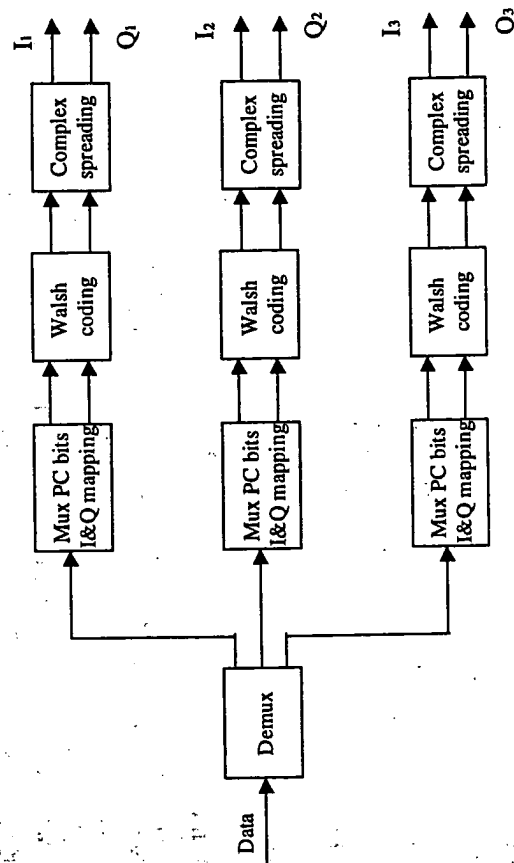 Data
Demux
Mux PC bits
I&Q mapping
Walsh
coding
Complex
spreading
I1
Q1
Mux PC bits
I&Q mapping
Walsh
coding
Complex
spreading
I2
Q2
Mux PC bits
I&Q mapping
Walsh
coding
Complex
spreading
I3
O3